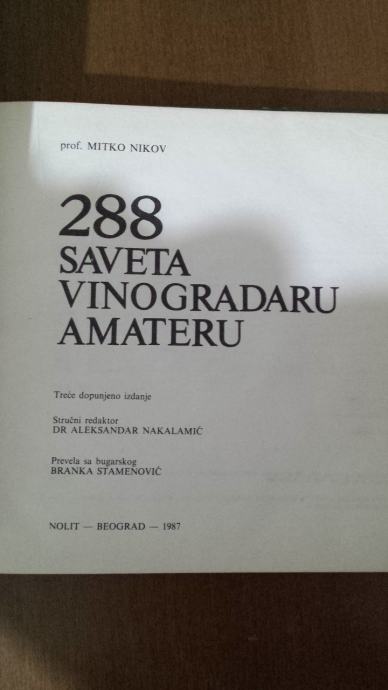 prof. MITKO NIKOV
288
SAVETA
VINOGRADARU
AMATERU
Treće dopunjeno izdanje
Stručni redaktor
DR ALEKSANDAR NAKALAMIĆ
Prevela sa bugarskog
BRANKA STAMENOVIĆ
NOLIT — BEOGRAD — 1987